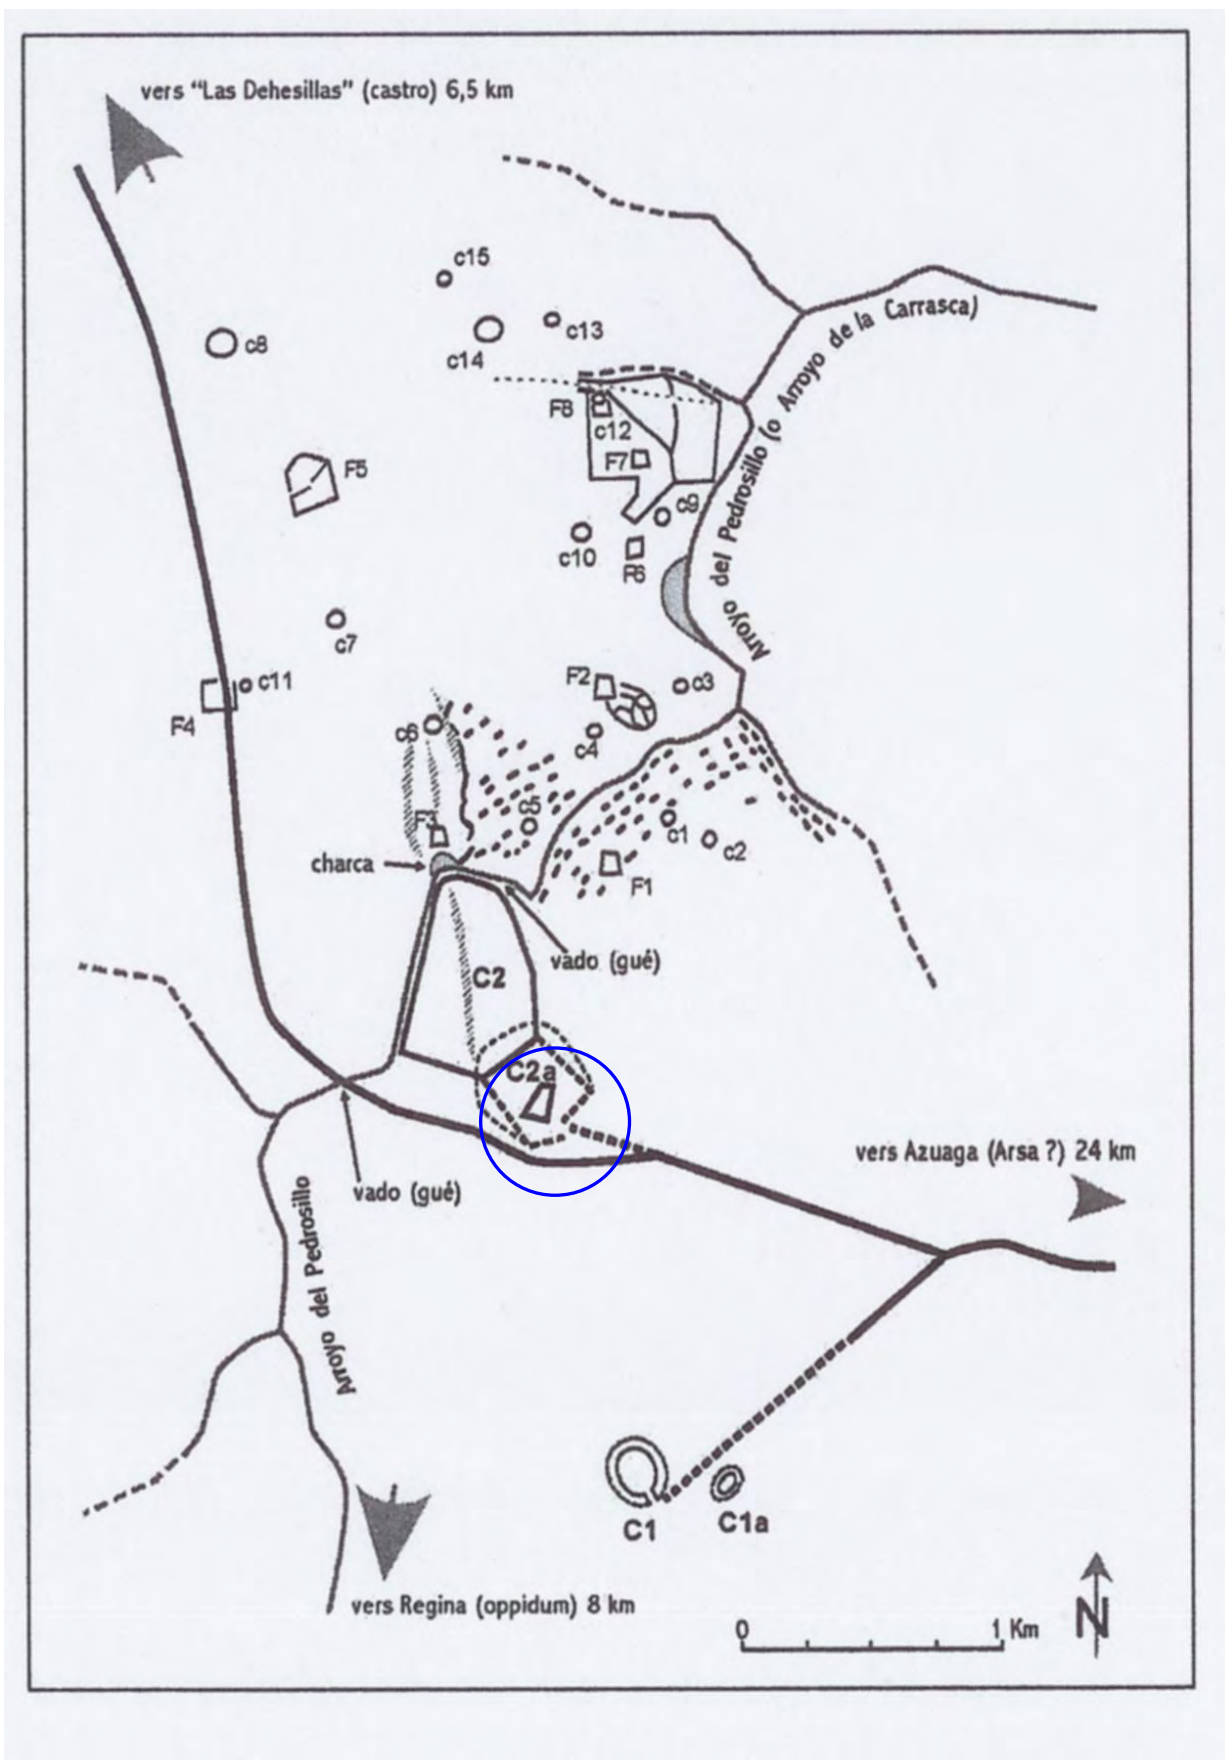 vers "Las Dehesillas" (castro) 6,5 km
c15
c13
c8
c14
Arroyo del Pedrosillo (o Arroyo de la Carrasca)
F8
c12
F7
F5
c9
c10
F6
c7
F2
c3
c11
F4
c6
c4
c5
F3
c1
c2
charca
F1
vado (gué)
C2
C2a
vers Azuaga (Arsa ?) 24 km
vado (gué)
Arroyo del Pedrosillo
C1
C1a
vers Regina (oppidum) 8 km
0
1 Km
N